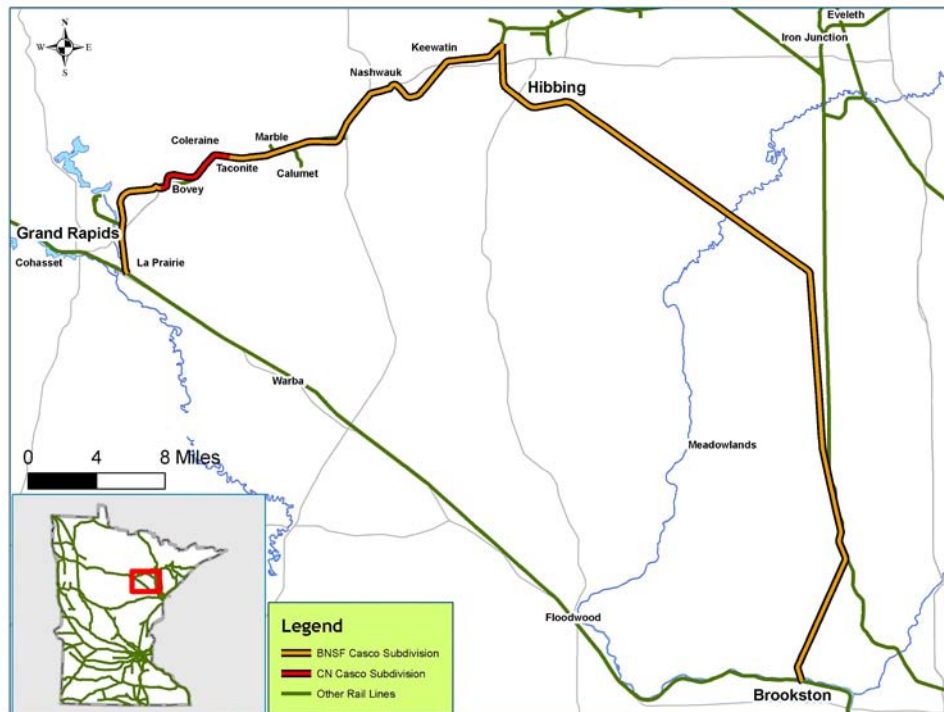 N
W E
S
Eveleth
Iron Junction
Keewatin
Nashwauk
Hibbing
Coleraine
Marble
Taconite
Calumet
Bovey
Grand Rapids
Cohasset
La Prairie
Warba
Meadowlands
0 4 8 Miles
Floodwood
Brookston
Legend
BNSF Casco Subdivision
CN Casco Subdivision
Other Rail Lines